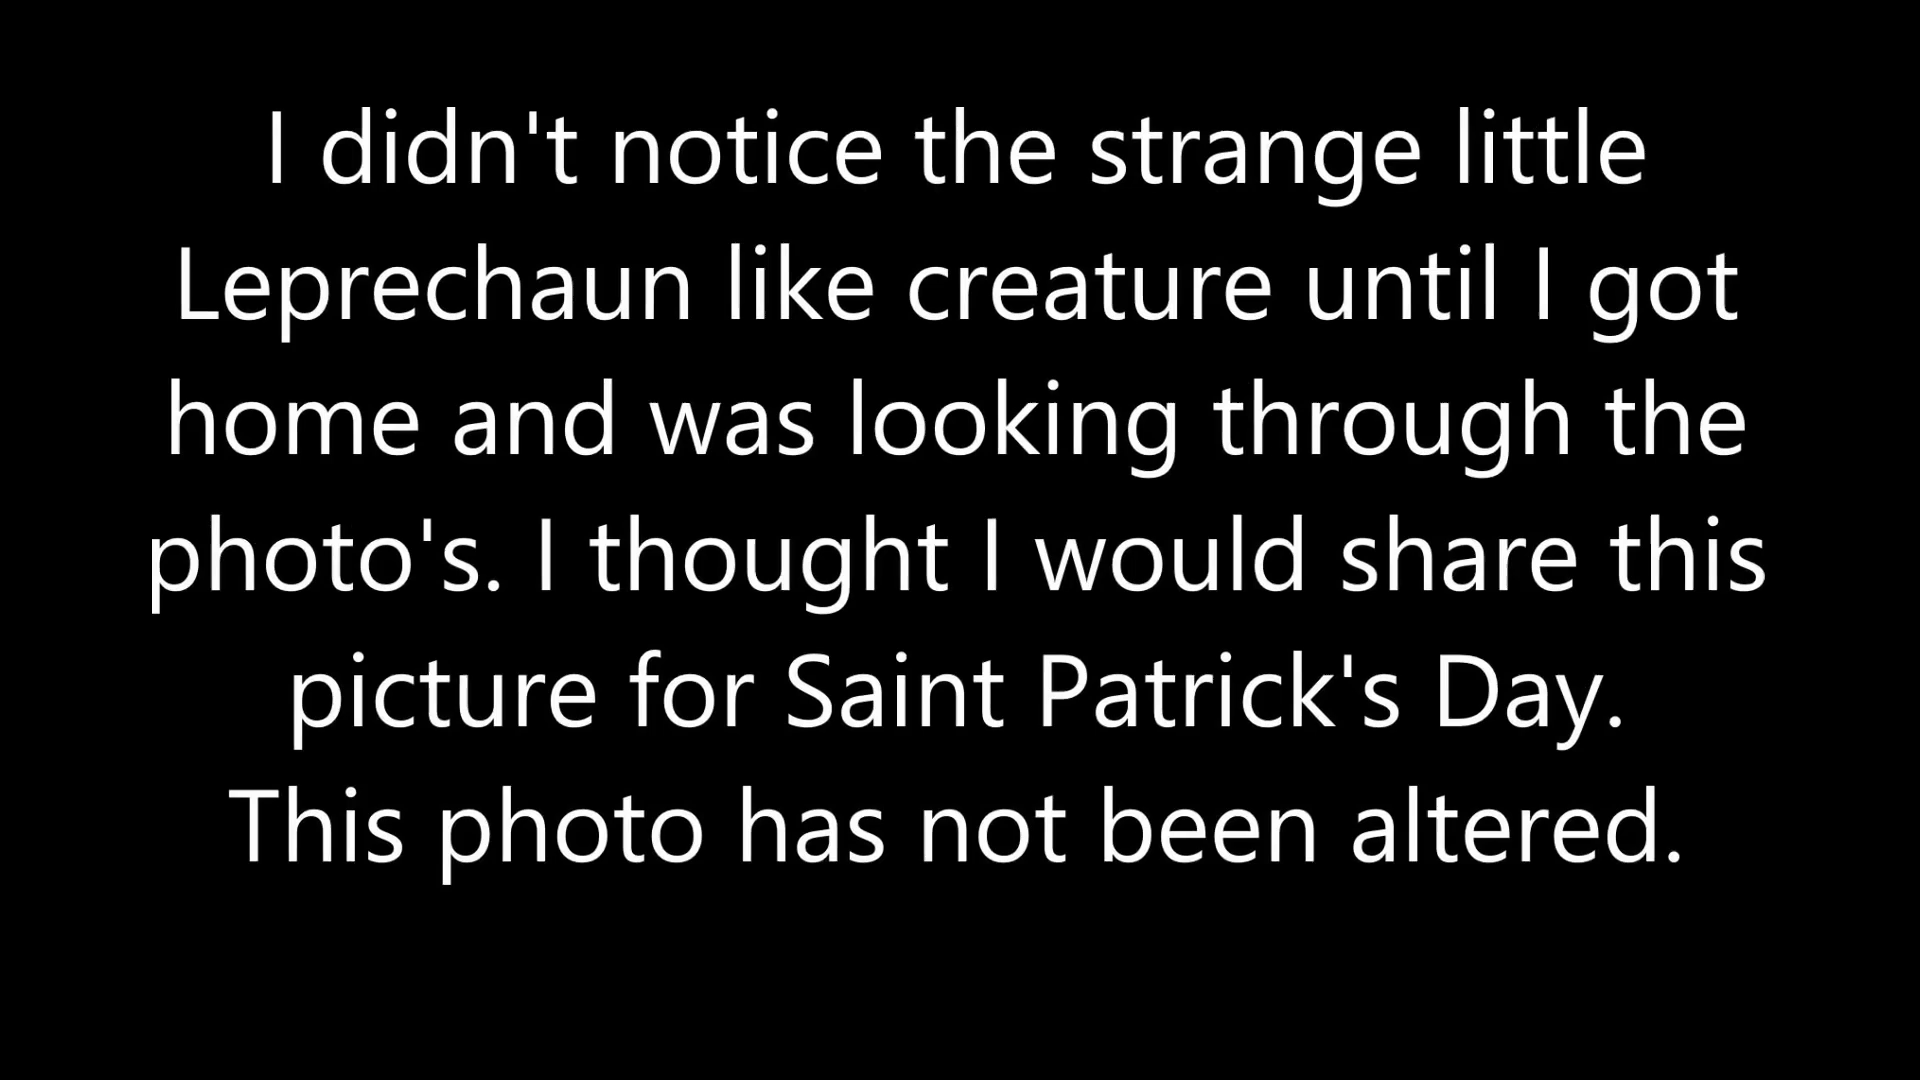 I didn't notice the strange little
Leprechaun like creature until I got
home and was looking through the
photo's. I thought I would share this
picture for Saint Patrick's Day.
This photo has not been altered.